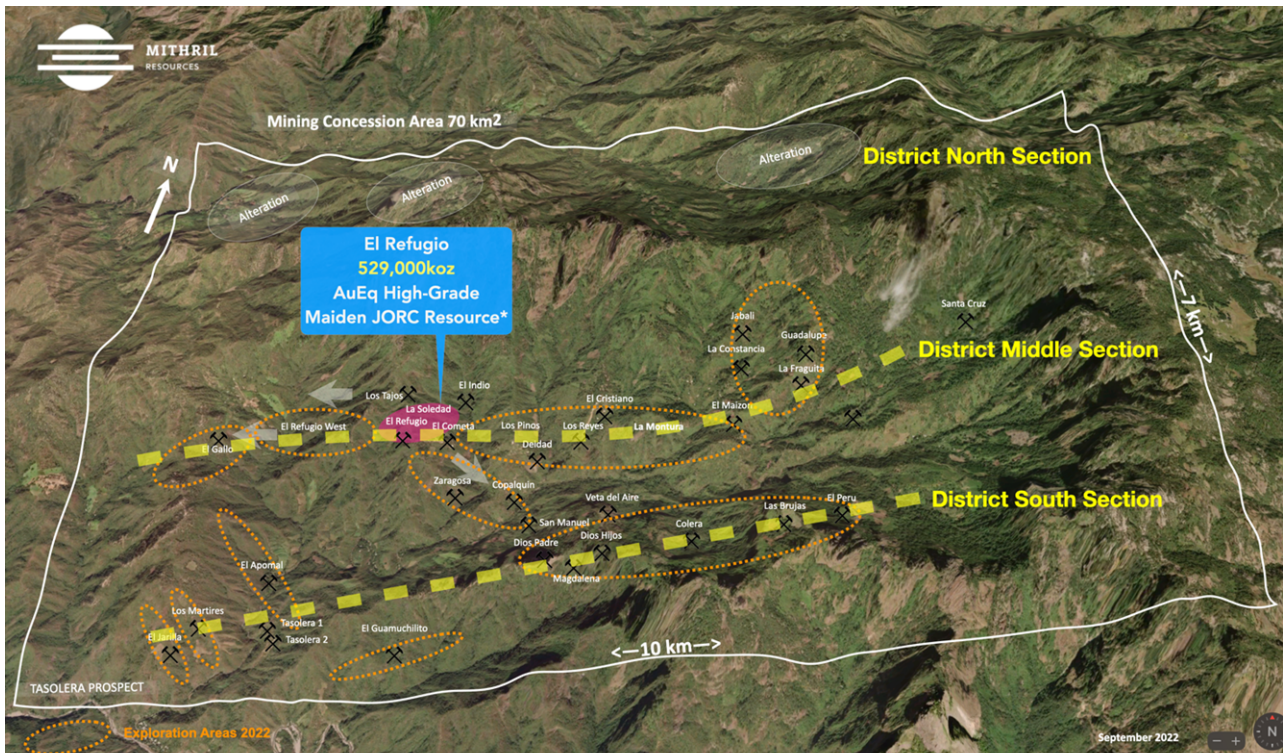 MITHRIL
RESOURCES
Mining Concession Area 70 km2
N
Alteration
Alteration
Alteration
District North Section
El Refugio
529,000koz
AuEq High-Grade
Maiden JORC Resource*
<—7 km—>
Santa Cruz
Jabali
Guadalupe
La Constancia
La Fraguita
District Middle Section
Los Tajos
El Indio
La Soledad
El Cristiano
El Maizon
El Refugio West
El Refugio
El Cometa
Los Pinos
Los Reyes
La Montura
El Gallo
Deidad
Zaragosa
Copalquin
Veta del Aire
El Peru
District South Section
San Manuel
Colera
Las Brujas
Dios Padre
Dios Hijos
Magdalena
El Apomal
Los Martires
Tasolera 1
El Jarilla
Tasolera 2
El Guamuchilito
<—10 km—>
TASOLERA PROSPECT
Exploration Areas 2022
September 2022
− +
N